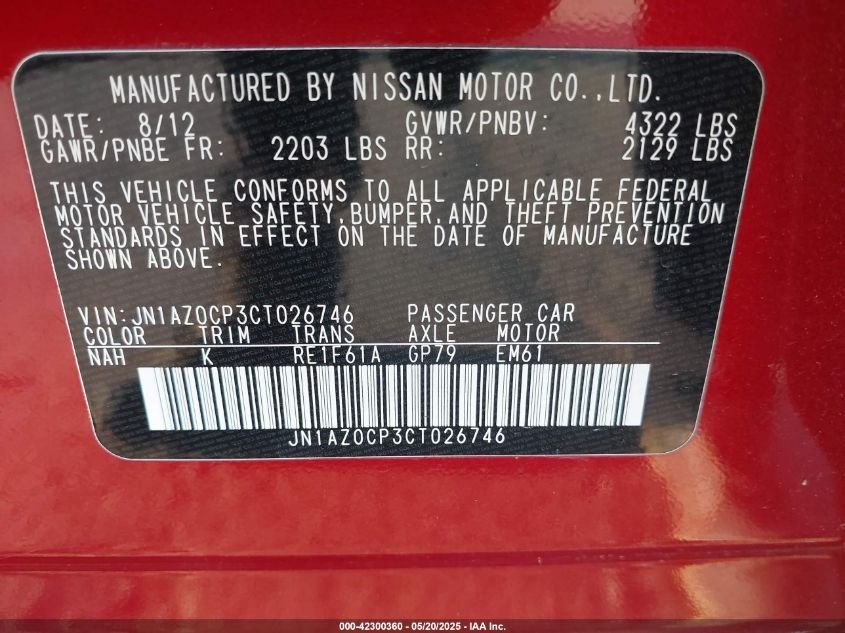 MANUFACTURED BY NISSAN MOTOR CO.,LTD.
DATE: 8/12 GVWR/PNBV: 4322 LBS
GAWR/PNBE FR: 2203 LBS RR: 2129 LBS
THIS VEHICLE CONFORMS TO ALL APPLICABLE FEDERAL
MOTOR VEHICLE SAFETY,BUMPER,AND THEFT PREVENTION
STANDARDS IN EFFECT ON THE DATE OF MANUFACTURE
SHOWN ABOVE.
VIN:JN1AZ0CP3CT026746 PASSENGER CAR
COLOR TRIM TRANS AXLE MOTOR
NAH K RE1F61A GP79 EM61
JN1AZ0CP3CT026746
000-42300360 - 05/20/2025 - IAA Inc.